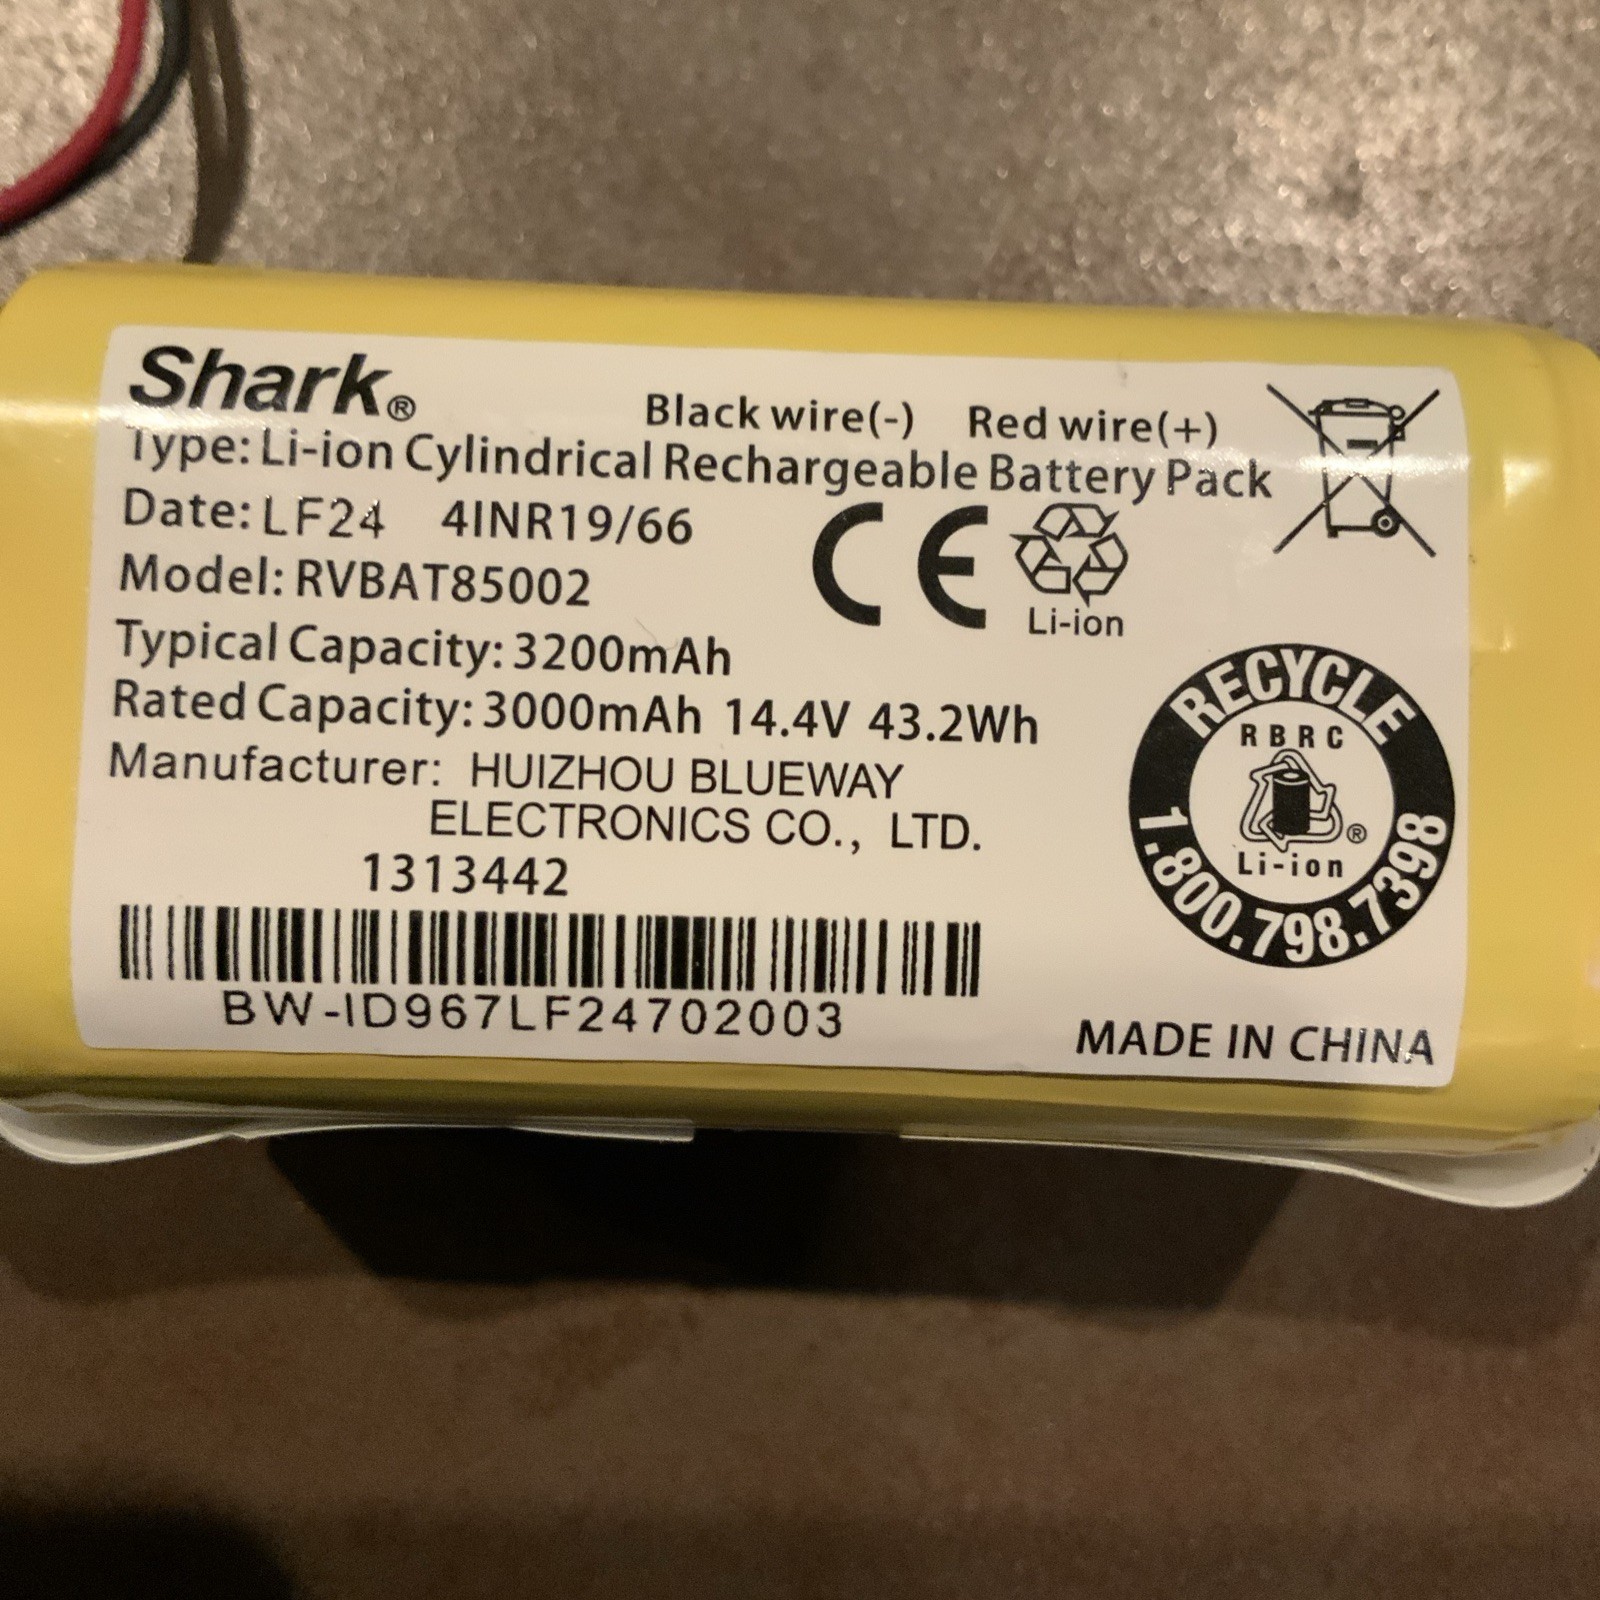 Shark®
Black wire(-) Red wire(+)
Type: Li-ion Cylindrical Rechargeable Battery Pack
Date: LF24 4INR19/66
Model: RVBAT85002
CE
Li-ion
Typical Capacity: 3200mAh
Rated Capacity: 3000mAh 14.4V 43.2Wh
Manufacturer: HUIZHOU BLUEWAY
ELECTRONICS CO., LTD.
1313442
BW-ID967LF24702003
RECYCLE
RBRC
®
Li-ion
1.800.798.7398
MADE IN CHINA